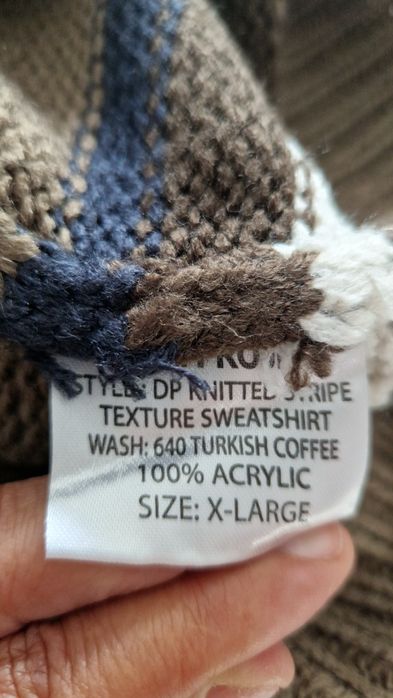 STYLE: DP KNITTED STRIPE
TEXTURE SWEATSHIRT
WASH: 640 TURKISH COFFEE
100% ACRYLIC
SIZE: X-LARGE